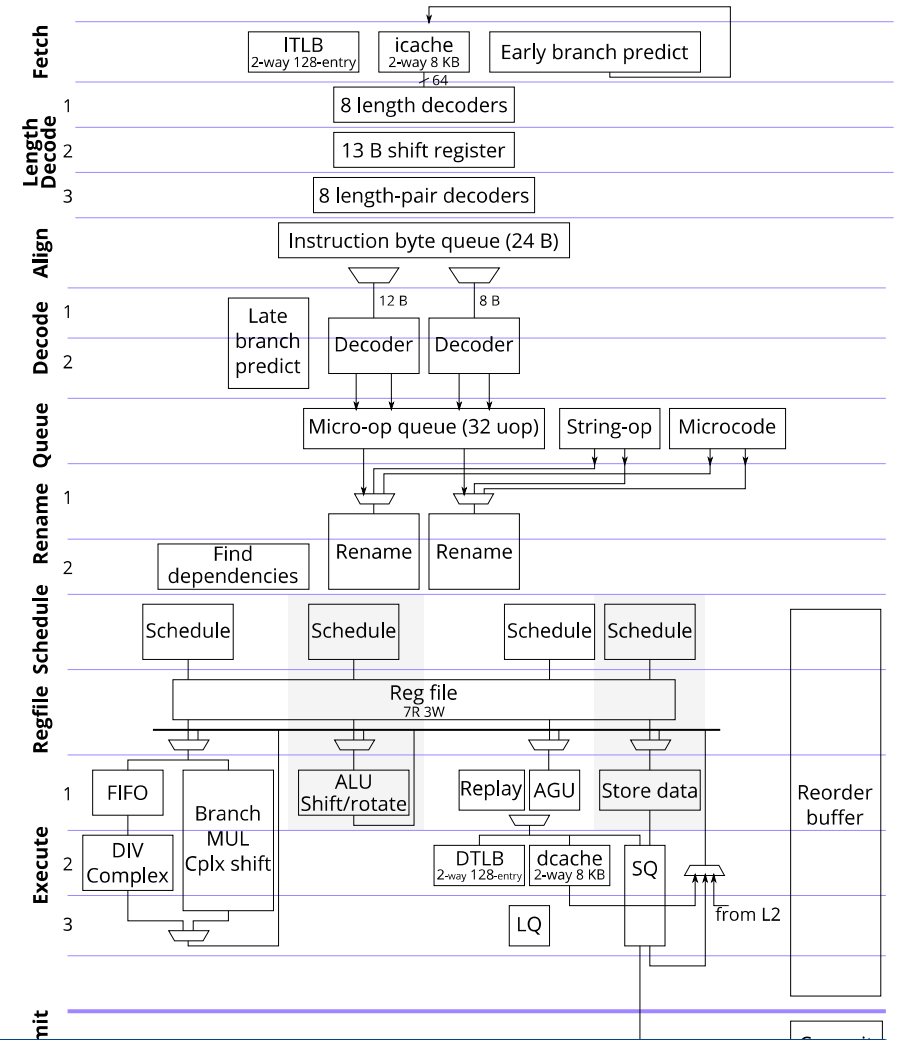 Fetch
ITLB
2-way 128-entry
icache
2-way 8 KB
Early branch predict
64
Length
Decode
1
8 length decoders
2
13 B shift register
3
8 length-pair decoders
Align
Instruction byte queue (24 B)
12 B
8 B
Decode
1
2
Late
branch
predict
Decoder
Decoder
Queue
Micro-op queue (32 uop)
String-op
Microcode
Rename
1
2
Rename
Rename
Find
dependencies
Schedule
Schedule
Schedule
Schedule
Schedule
Regfile
Reg file
7R 3W
Execute
1
FIFO
Branch
MUL
Cplx shift
ALU
Shift/rotate
Replay
AGU
Store data
Reorder
buffer
2
DIV
Complex
DTLB
2-way 128-entry
dcache
2-way 8 KB
SQ
from L2
3
LQ
mit